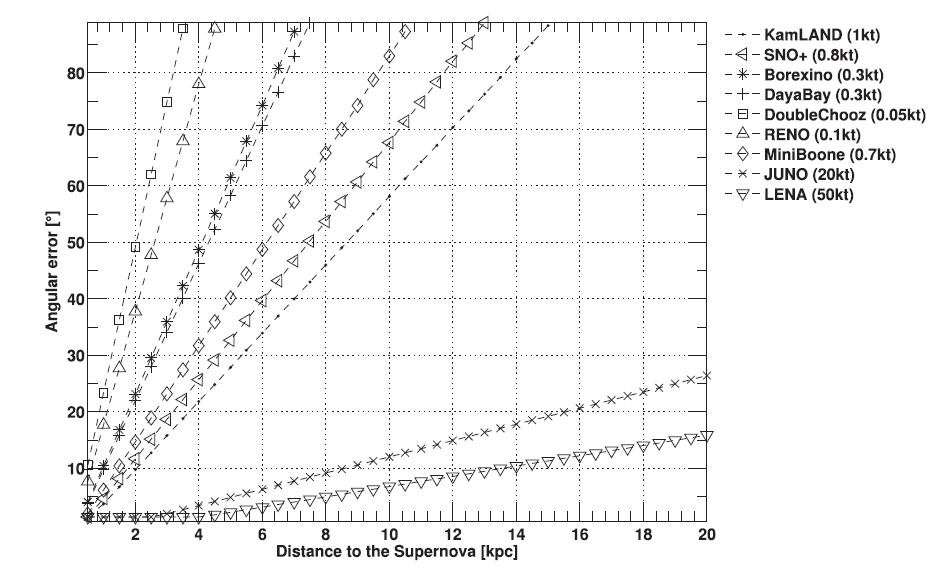 Angular error [°]
80
70
60
50
40
30
20
10
2 4 6 8 10 12 14 16 18 20
Distance to the Supernova [kpc]
KamLAND (1kt)
SNO+ (0.8kt)
Borexino (0.3kt)
DayaBay (0.3kt)
DoubleChooz (0.05kt)
RENO (0.1kt)
MiniBoone (0.7kt)
JUNO (20kt)
LENA (50kt)